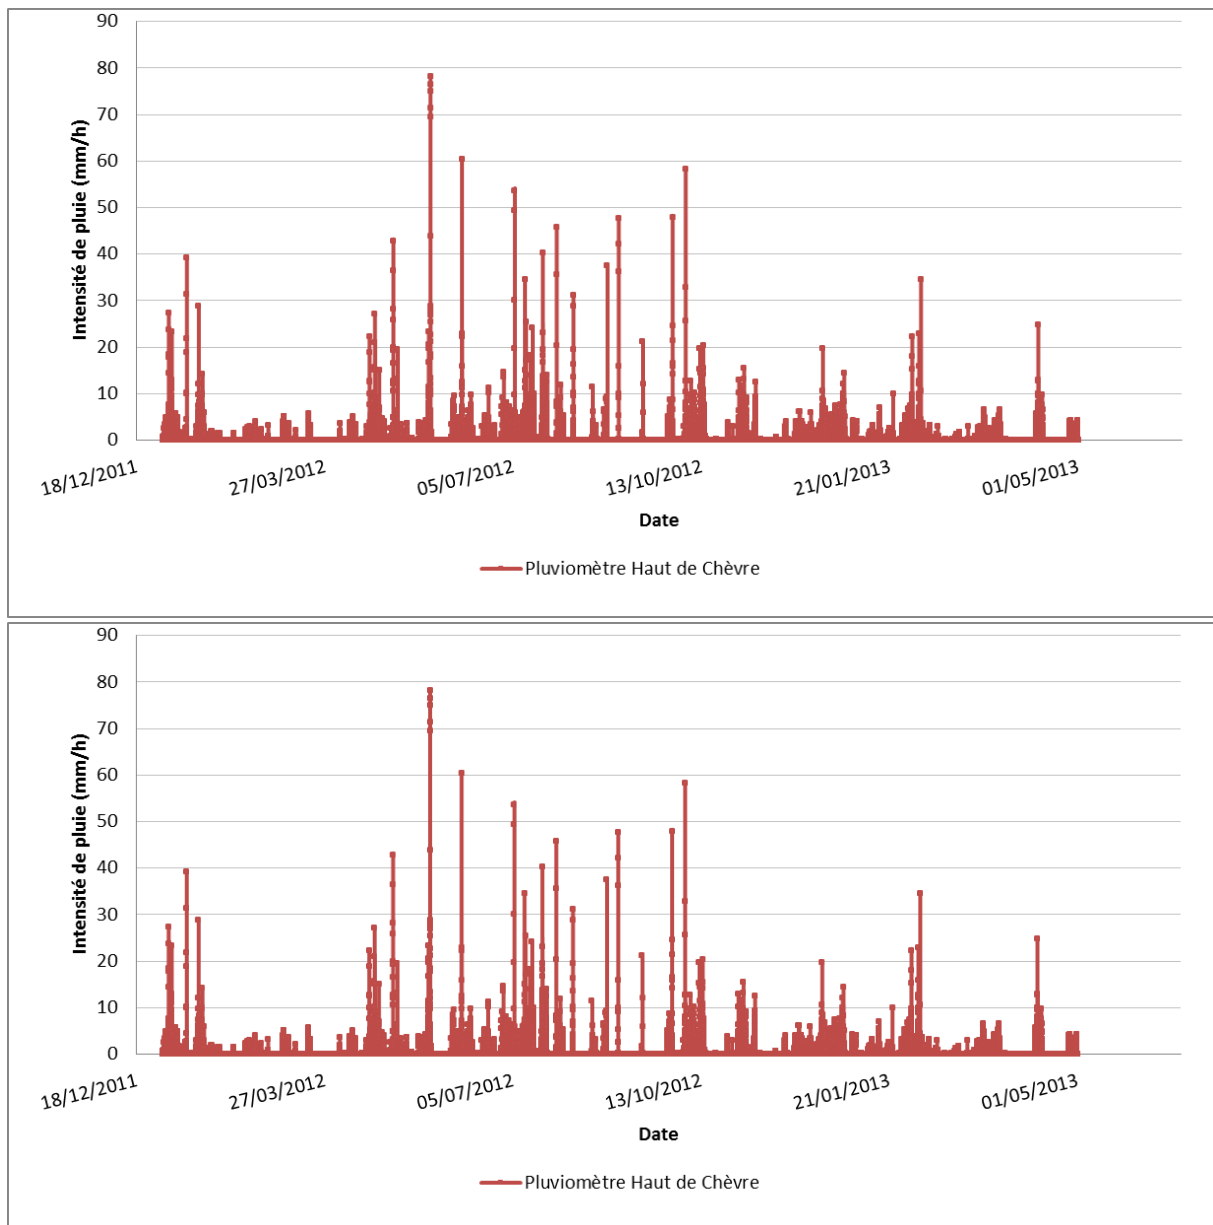 90
80
70
60
50
40
30
20
10
0
Intensité de pluie (mm/h)
18/12/2011 27/03/2012 05/07/2012 13/10/2012 21/01/2013 01/05/2013
Date
Pluviomètre Haut de Chèvre
90
80
70
60
50
40
30
20
10
0
Intensité de pluie (mm/h)
18/12/2011 27/03/2012 05/07/2012 13/10/2012 21/01/2013 01/05/2013
Date
Pluviomètre Haut de Chèvre